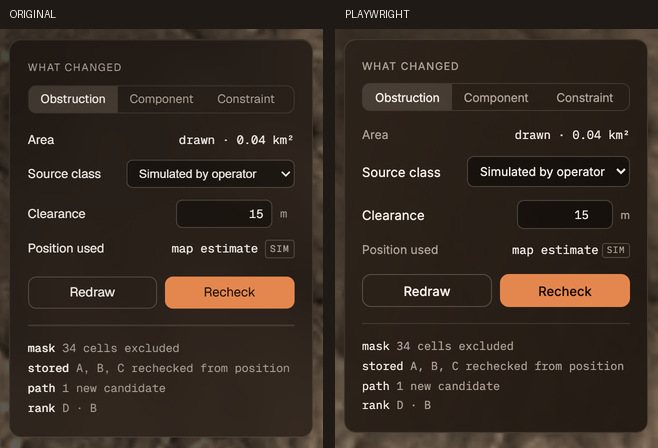 ORIGINAL
WHAT CHANGED
Obstruction Component Constraint
Area drawn · 0.04 km²
Source class Simulated by operator
Clearance 15 m
Position used map estimate SIM
Redraw Recheck
mask 34 cells excluded
stored A, B, C rechecked from position
path 1 new candidate
rank D · B
PLAYWRIGHT
WHAT CHANGED
Obstruction Component Constraint
Area drawn · 0.04 km²
Source class Simulated by operator
Clearance 15 m
Position used map estimate SIM
Redraw Recheck
mask 34 cells excluded
stored A, B, C rechecked from position
path 1 new candidate
rank D · B